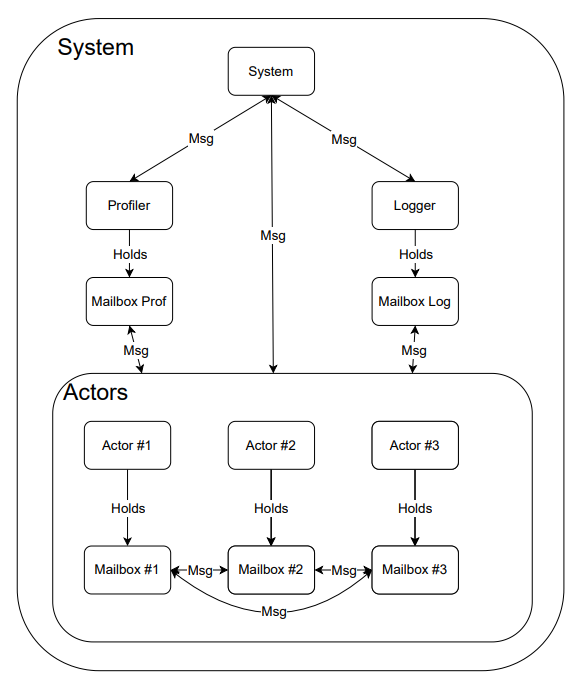 System
System
Msg
Msg
Profiler
Logger
Msg
Holds
Holds
Mailbox Prof
Mailbox Log
Msg
Msg
Actors
Actor #1
Actor #2
Actor #3
Holds
Holds
Holds
Mailbox #1
Msg
Mailbox #2
Msg
Mailbox #3
Msg